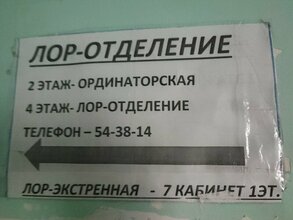 ЛОР-ОТДЕЛЕНИЕ
2 ЭТАЖ- ОРДИНАТОРСКАЯ
4 ЭТАЖ- ЛОР-ОТДЕЛЕНИЕ
ТЕЛЕФОН – 54-38-14
ЛОР-ЭКСТРЕННАЯ - 7 КАБИНЕТ 1ЭТ.